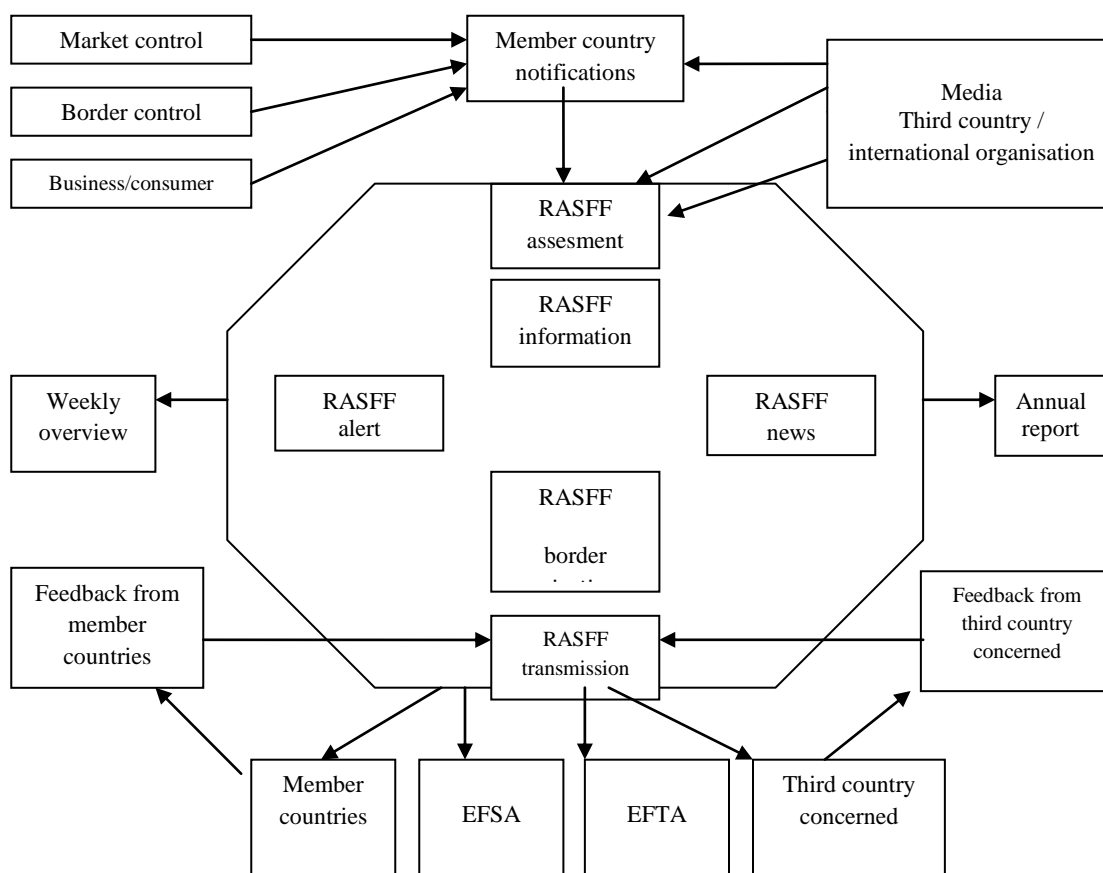 Market control
Member country
notifications
Border control
Media
Third country /
international organisation
Business/consumer
RASFF
assesment
RASFF
information
Weekly
overview
RASFF
alert
RASFF
news
Annual
report
RASFF
border
Feedback from
member
countries
Feedback from
third country
concerned
RASFF
transmission
Member
countries
EFSA
EFTA
Third country
concerned